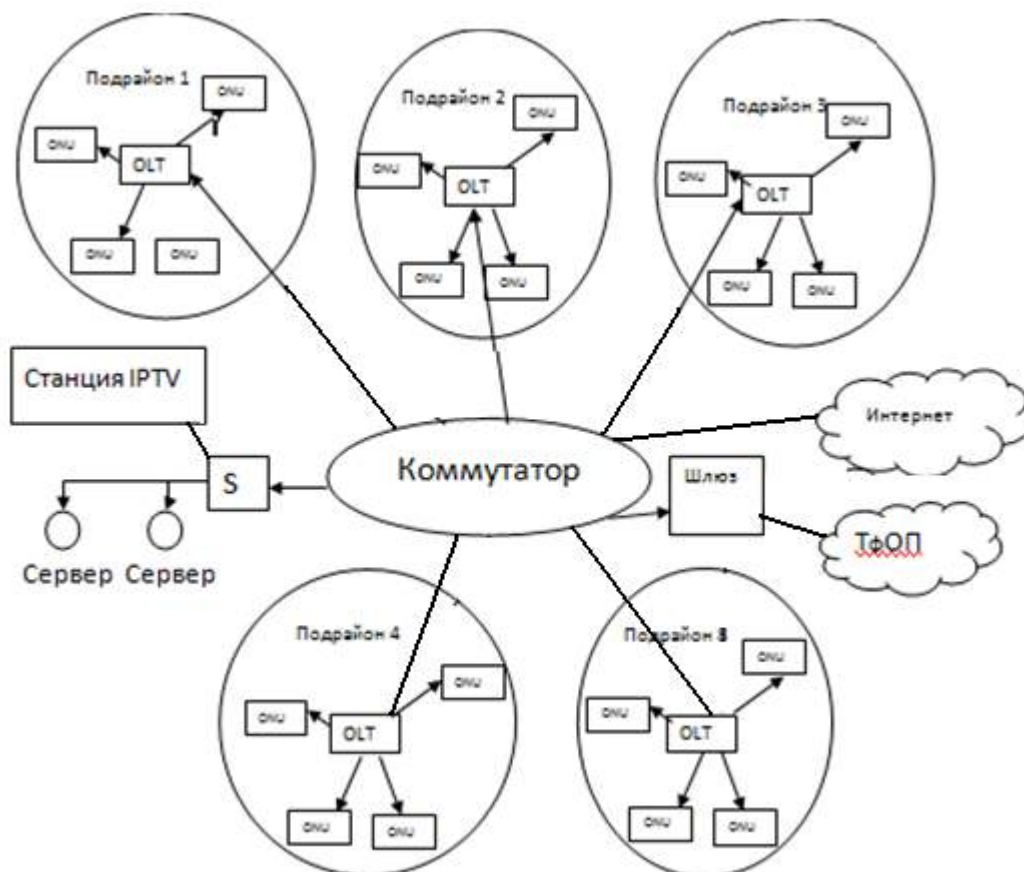 Подрайон 1
ONU
ONU
OLT
ONU
ONU
Подрайон 2
ONU
ONU
OLT
ONU
ONU
Подрайон 3
ONU
ONU
OLT
ONU
ONU
Станция IPTV
Интернет
Коммутатор
S
Шлюз
ТфОП
Сервер Сервер
Подрайон 4
ONU
ONU
OLT
ONU
ONU
Подрайон
ONU
ONU
OLT
ONU
ONU